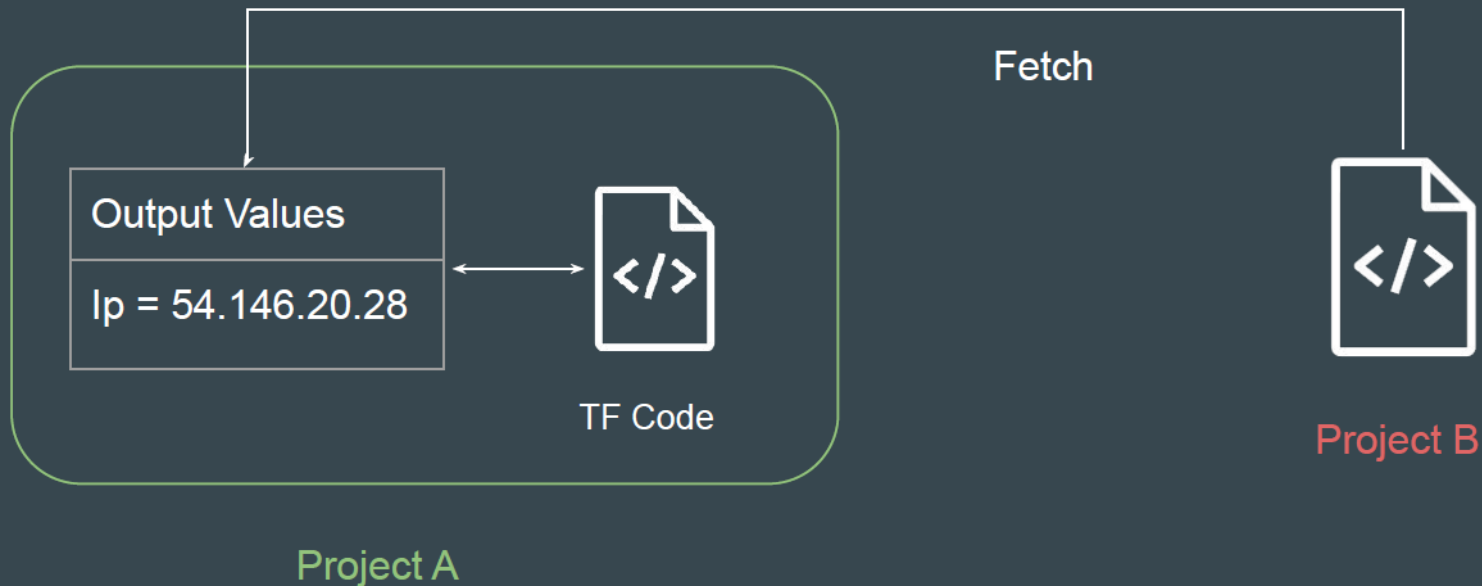 Fetch
Output Values
Ip = 54.146.20.28
</>
</>
TF Code
Project B
Project A